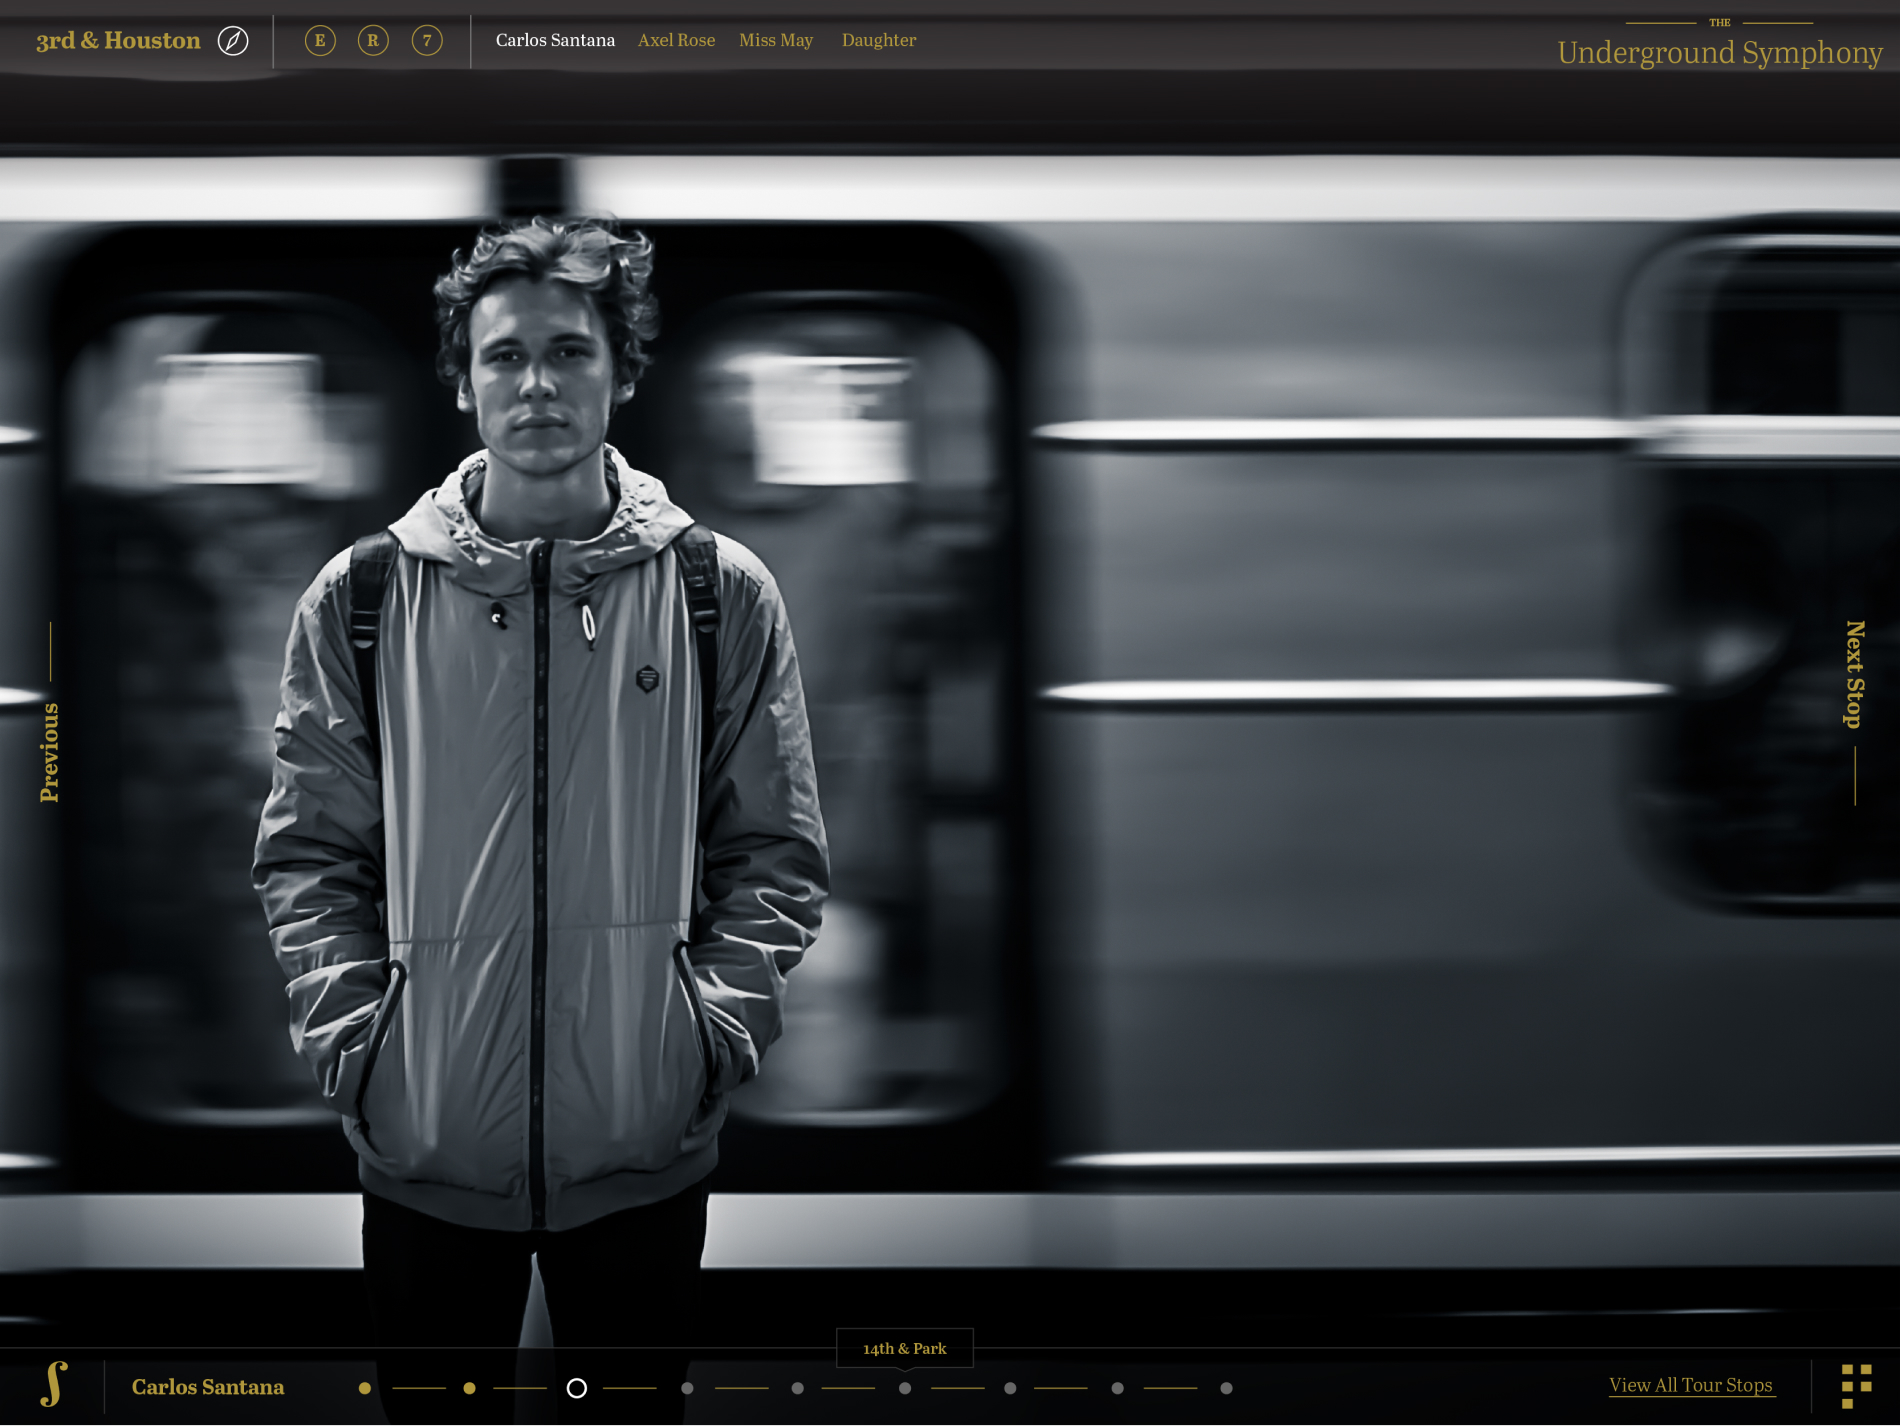 3rd & Houston
E R 7
Carlos Santana Axel Rose Miss May Daughter
THE
Underground Symphony
Previous
Next Stop
14th & Park
Carlos Santana
View All Tour Stops